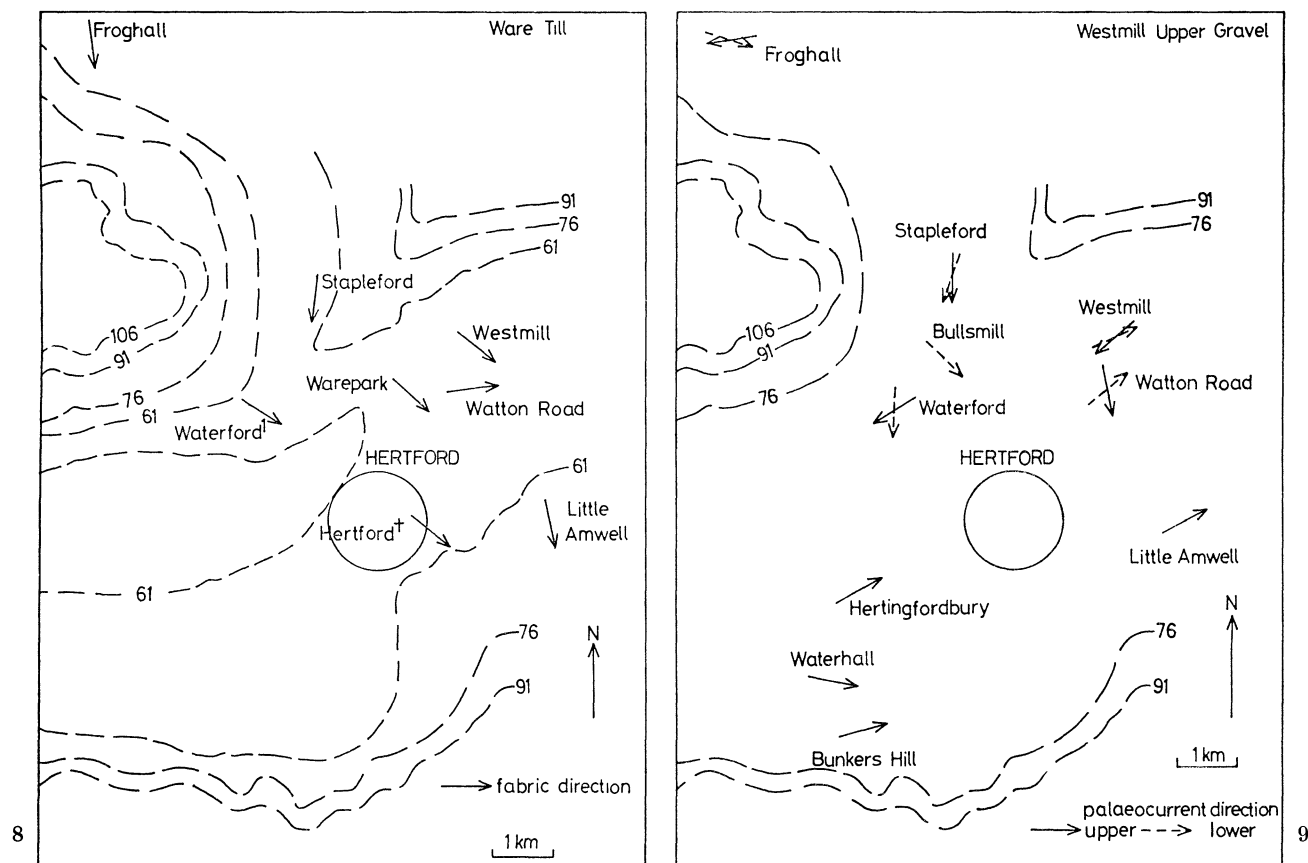 Froghall
Ware Till
91
76
61
Stapleford
Westmill
106
91
Warepark
Watton Road
76
61
Waterford†
HERTFORD
61
Hertford†
Little
Amwell
61
76
N
91
fabric direction
8
1 km
Westmill Upper Gravel
Froghall
91
76
Stapleford
Westmill
106
Bullsmill
91
Watton Road
76
Waterford
HERTFORD
Little Amwell
N
Hertingfordbury
76
Waterhall
91
1 km
Bunkers Hill
palaeocurrent direction
upper lower
9